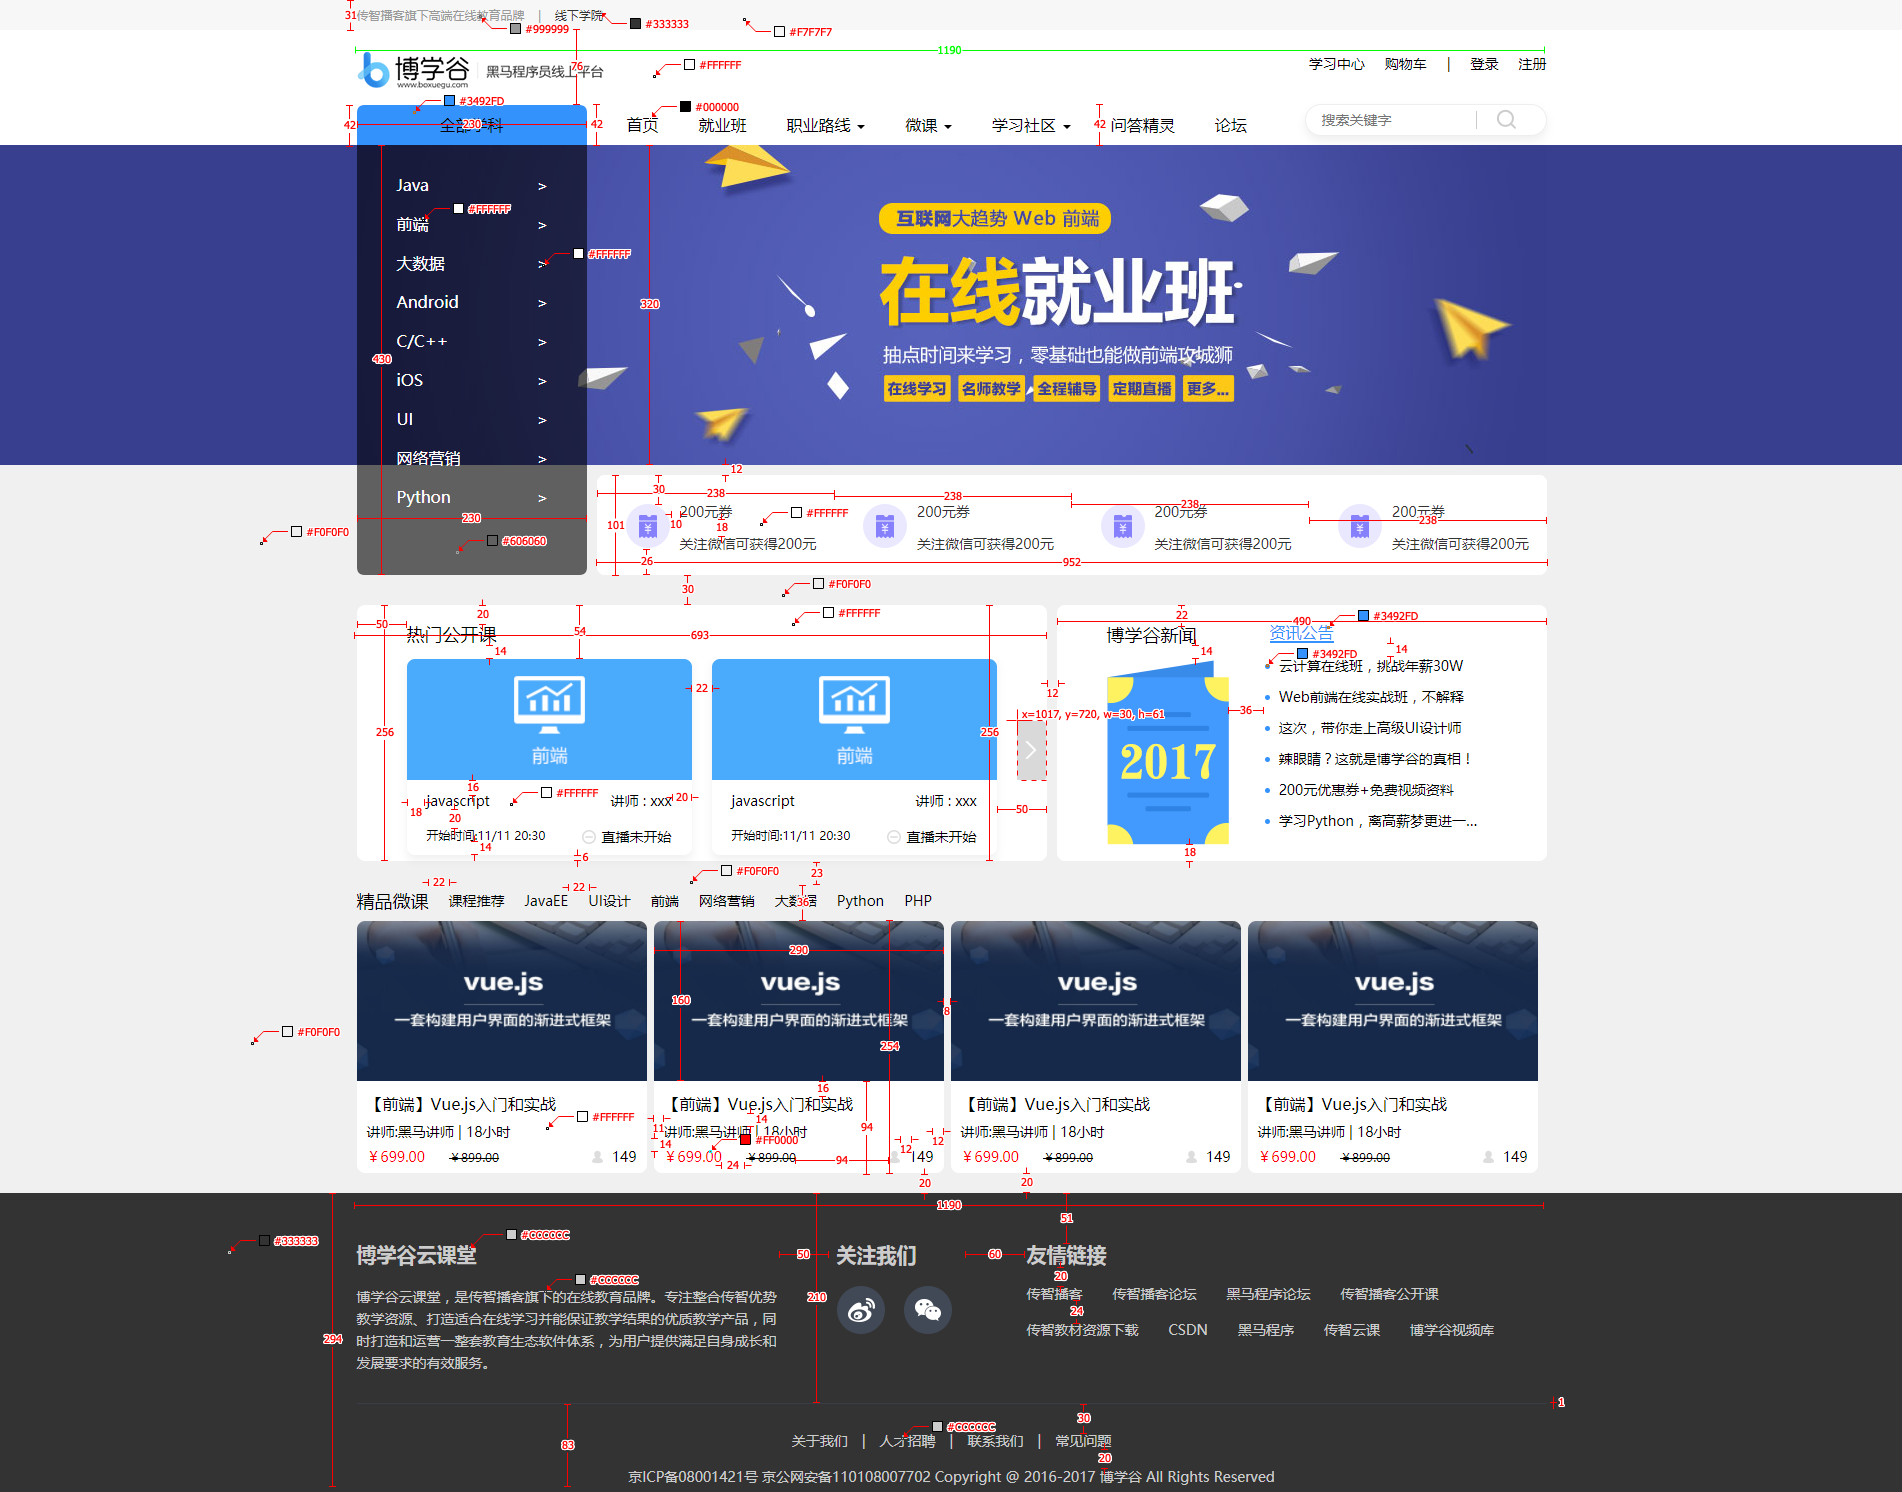 31
传智播客旗下高端在线教育品牌 | 线下学院
#999999
#333333
#F7F7F7
1190
76
#FFFFFF
博学谷
www.boxuegu.com
黑马程序员线上平台
学习中心 购物车 | 登录 注册
#3492FD
#000000
42
全部学科
230
42
首页 就业班 职业路线 微课 学习社区 问答精灵 论坛
42
搜索关键字
Java >
#FFFFFF
前端 >
#FFFFFF
大数据 >
Android >
C/C++ >
iOS >
UI >
网络营销 >
Python >
430
230
#606060
#F0F0F0
320
互联网大趋势 Web 前端
在线就业班
抽点时间来学习，零基础也能做前端攻城狮
在线学习 名师教学 全程辅导 定期直播 更多...
12
30
238
238
238
238
101
10
18
26
#FFFFFF
952
200元券
关注微信可获得200元
200元券
关注微信可获得200元
200元券
关注微信可获得200元
200元券
关注微信可获得200元
30
#F0F0F0
20
50
54
#FFFFFF
693
热门公开课
14
256
22
256
前端
前端
16
#FFFFFF
20
18
20
14
6
50
javascript 讲师 : xxx
开始时间:11/11 20:30 直播未开始
javascript 讲师 : xxx
开始时间:11/11 20:30 直播未开始
12
x=1017, y=720, w=30, h=61
22
490
#3492FD
博学谷新闻
资讯公告
14
14
#3492FD
2017
36
18
云计算在线班，挑战年薪30W
Web前端在线实战班，不解释
这次，带你走上高级UI设计师
辣眼睛？这就是博学谷的真相！
200元优惠券+免费视频资料
学习Python，离高薪梦更进一...
#F0F0F0
23
22
22
36
精品微课 课程推荐 JavaEE UI设计 前端 网络营销 大数据 Python PHP
290
160
254
8
#F0F0F0
vue.js
一套构建用户界面的渐进式框架
vue.js
一套构建用户界面的渐进式框架
vue.js
一套构建用户界面的渐进式框架
vue.js
一套构建用户界面的渐进式框架
16
#FFFFFF
11
14
14
#FF0000
94
12
12
24
94
20
20
【前端】Vue.js入门和实战
讲师:黑马讲师 | 18小时
￥699.00 ￥899.00 149
【前端】Vue.js入门和实战
讲师:黑马讲师 | 18小时
￥699.00 ￥899.00 149
【前端】Vue.js入门和实战
讲师:黑马讲师 | 18小时
￥699.00 ￥899.00 149
【前端】Vue.js入门和实战
讲师:黑马讲师 | 18小时
￥699.00 ￥899.00 149
1190
51
#333333
#CCCCCC
博学谷云课堂
50
关注我们
60
友情链接
#CCCCCC
20
210
24
294
博学谷云课堂，是传智播客旗下的在线教育品牌。专注整合传智优势
教学资源、打造适合在线学习并能保证教学结果的优质教学产品，同
时打造和运营一整套教育生态软件体系，为用户提供满足自身成长和
发展要求的有效服务。
传智播客 传智播客论坛 黑马程序论坛 传智播客公开课
传智教材资源下载 CSDN 黑马程序 传智云课 博学谷视频库
1
30
#CCCCCC
83
关于我们 | 人才招聘 | 联系我们 | 常见问题
20
京ICP备08001421号 京公网安备110108007702 Copyright @ 2016-2017 博学谷 All Rights Reserved